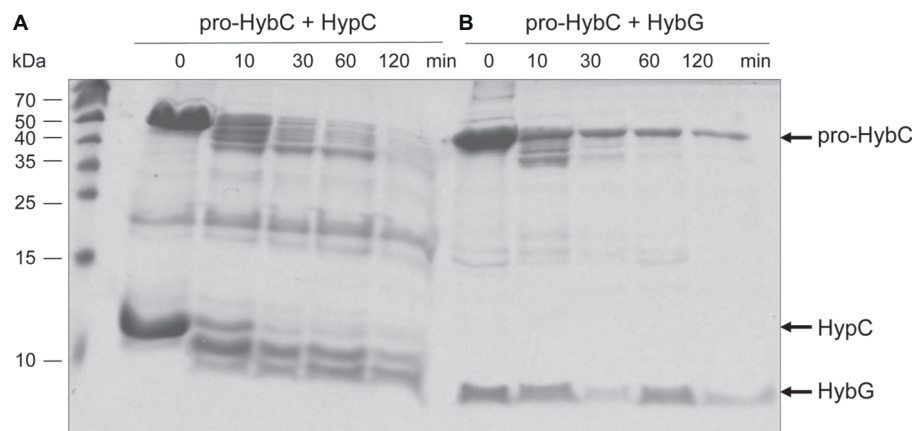 A pro-HybC + HypC B pro-HybC + HybG
kDa 0 10 30 60 120 min 0 10 30 60 120 min
70
50
40 pro-HybC
35
25
15
HypC
10
HybG